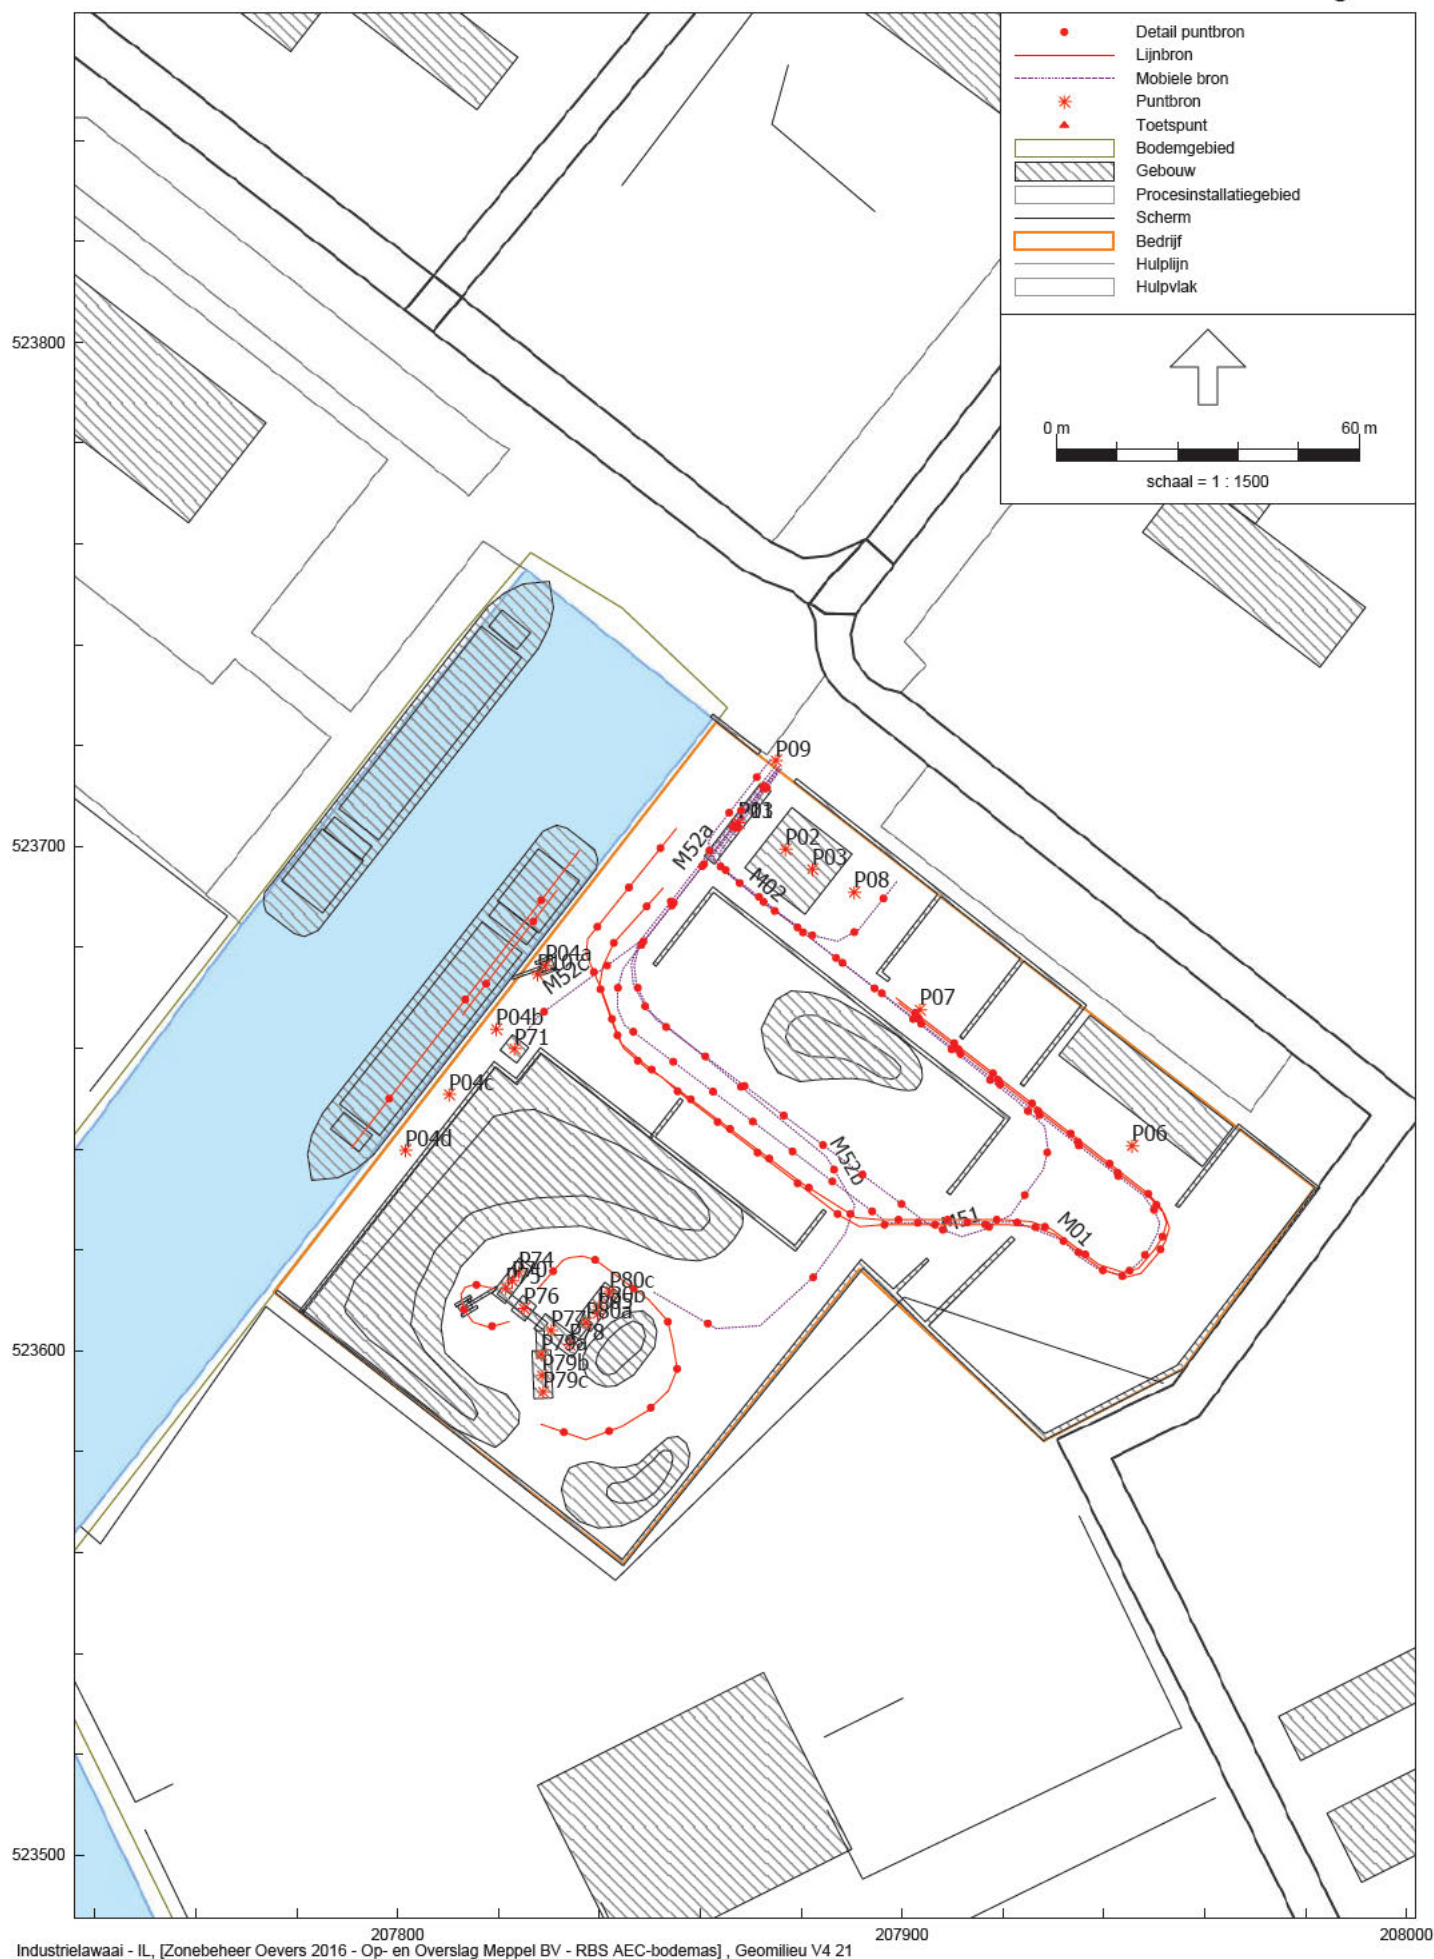 Detail puntbron
Lijnbron
Mobiele bron
Puntbron
Toetspunt
Bodemgebied
Gebouw
Procesinstallatiegebied
Scherm
Bedrijf
Hulplijn
Hulpvlak
523800
0 m 60 m
schaal = 1 : 1500
P09
523700
M52a
P02
P03
M02
P08
P04a
M52c
P07
P04b
P71
P04c
P04d
P06
M52b
M51
M01
P74
P76
P80c
P77
P78
P80a
P79a
P79b
P79c
523600
523500
207800 207900 208000
Industrielawaai - IL, [Zonebeheer Oevers 2016 - Op- en Overslag Meppel BV - RBS AEC-bodemas] , Geomilieu V4 21